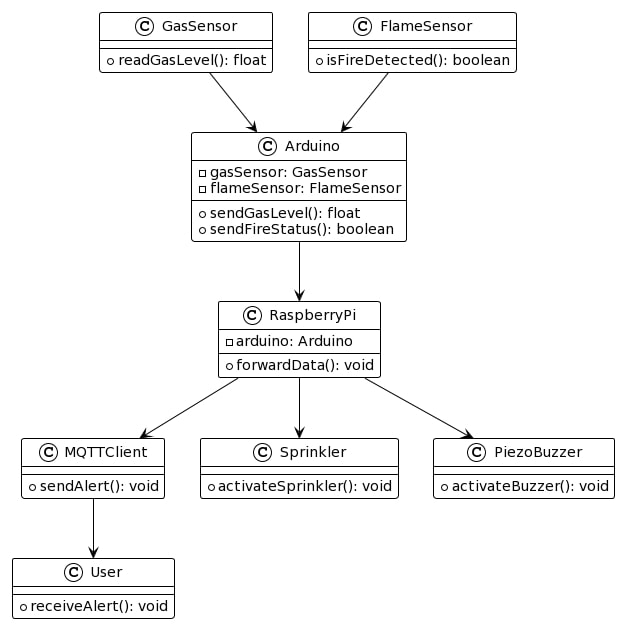 C GasSensor
readGasLevel(): float
C FlameSensor
isFireDetected(): boolean
C Arduino
gasSensor: GasSensor
flameSensor: FlameSensor
sendGasLevel(): float
sendFireStatus(): boolean
C RaspberryPi
arduino: Arduino
forwardData(): void
C MQTTClient
sendAlert(): void
C Sprinkler
activateSprinkler(): void
C PiezoBuzzer
activateBuzzer(): void
C User
receiveAlert(): void